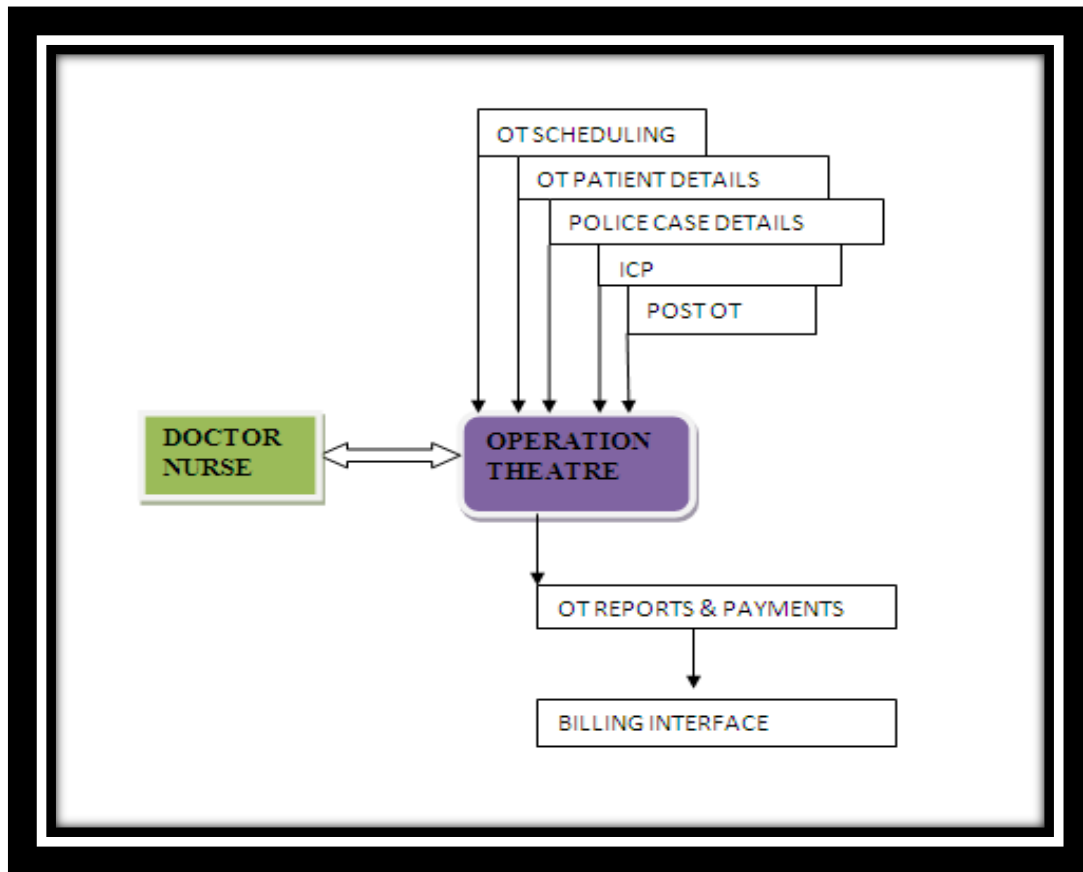 OT SCHEDULING
OT PATIENT DETAILS
POLICE CASE DETAILS
ICP
POST OT
DOCTOR
NURSE
OPERATION
THEATRE
OT REPORTS & PAYMENTS
BILLING INTERFACE